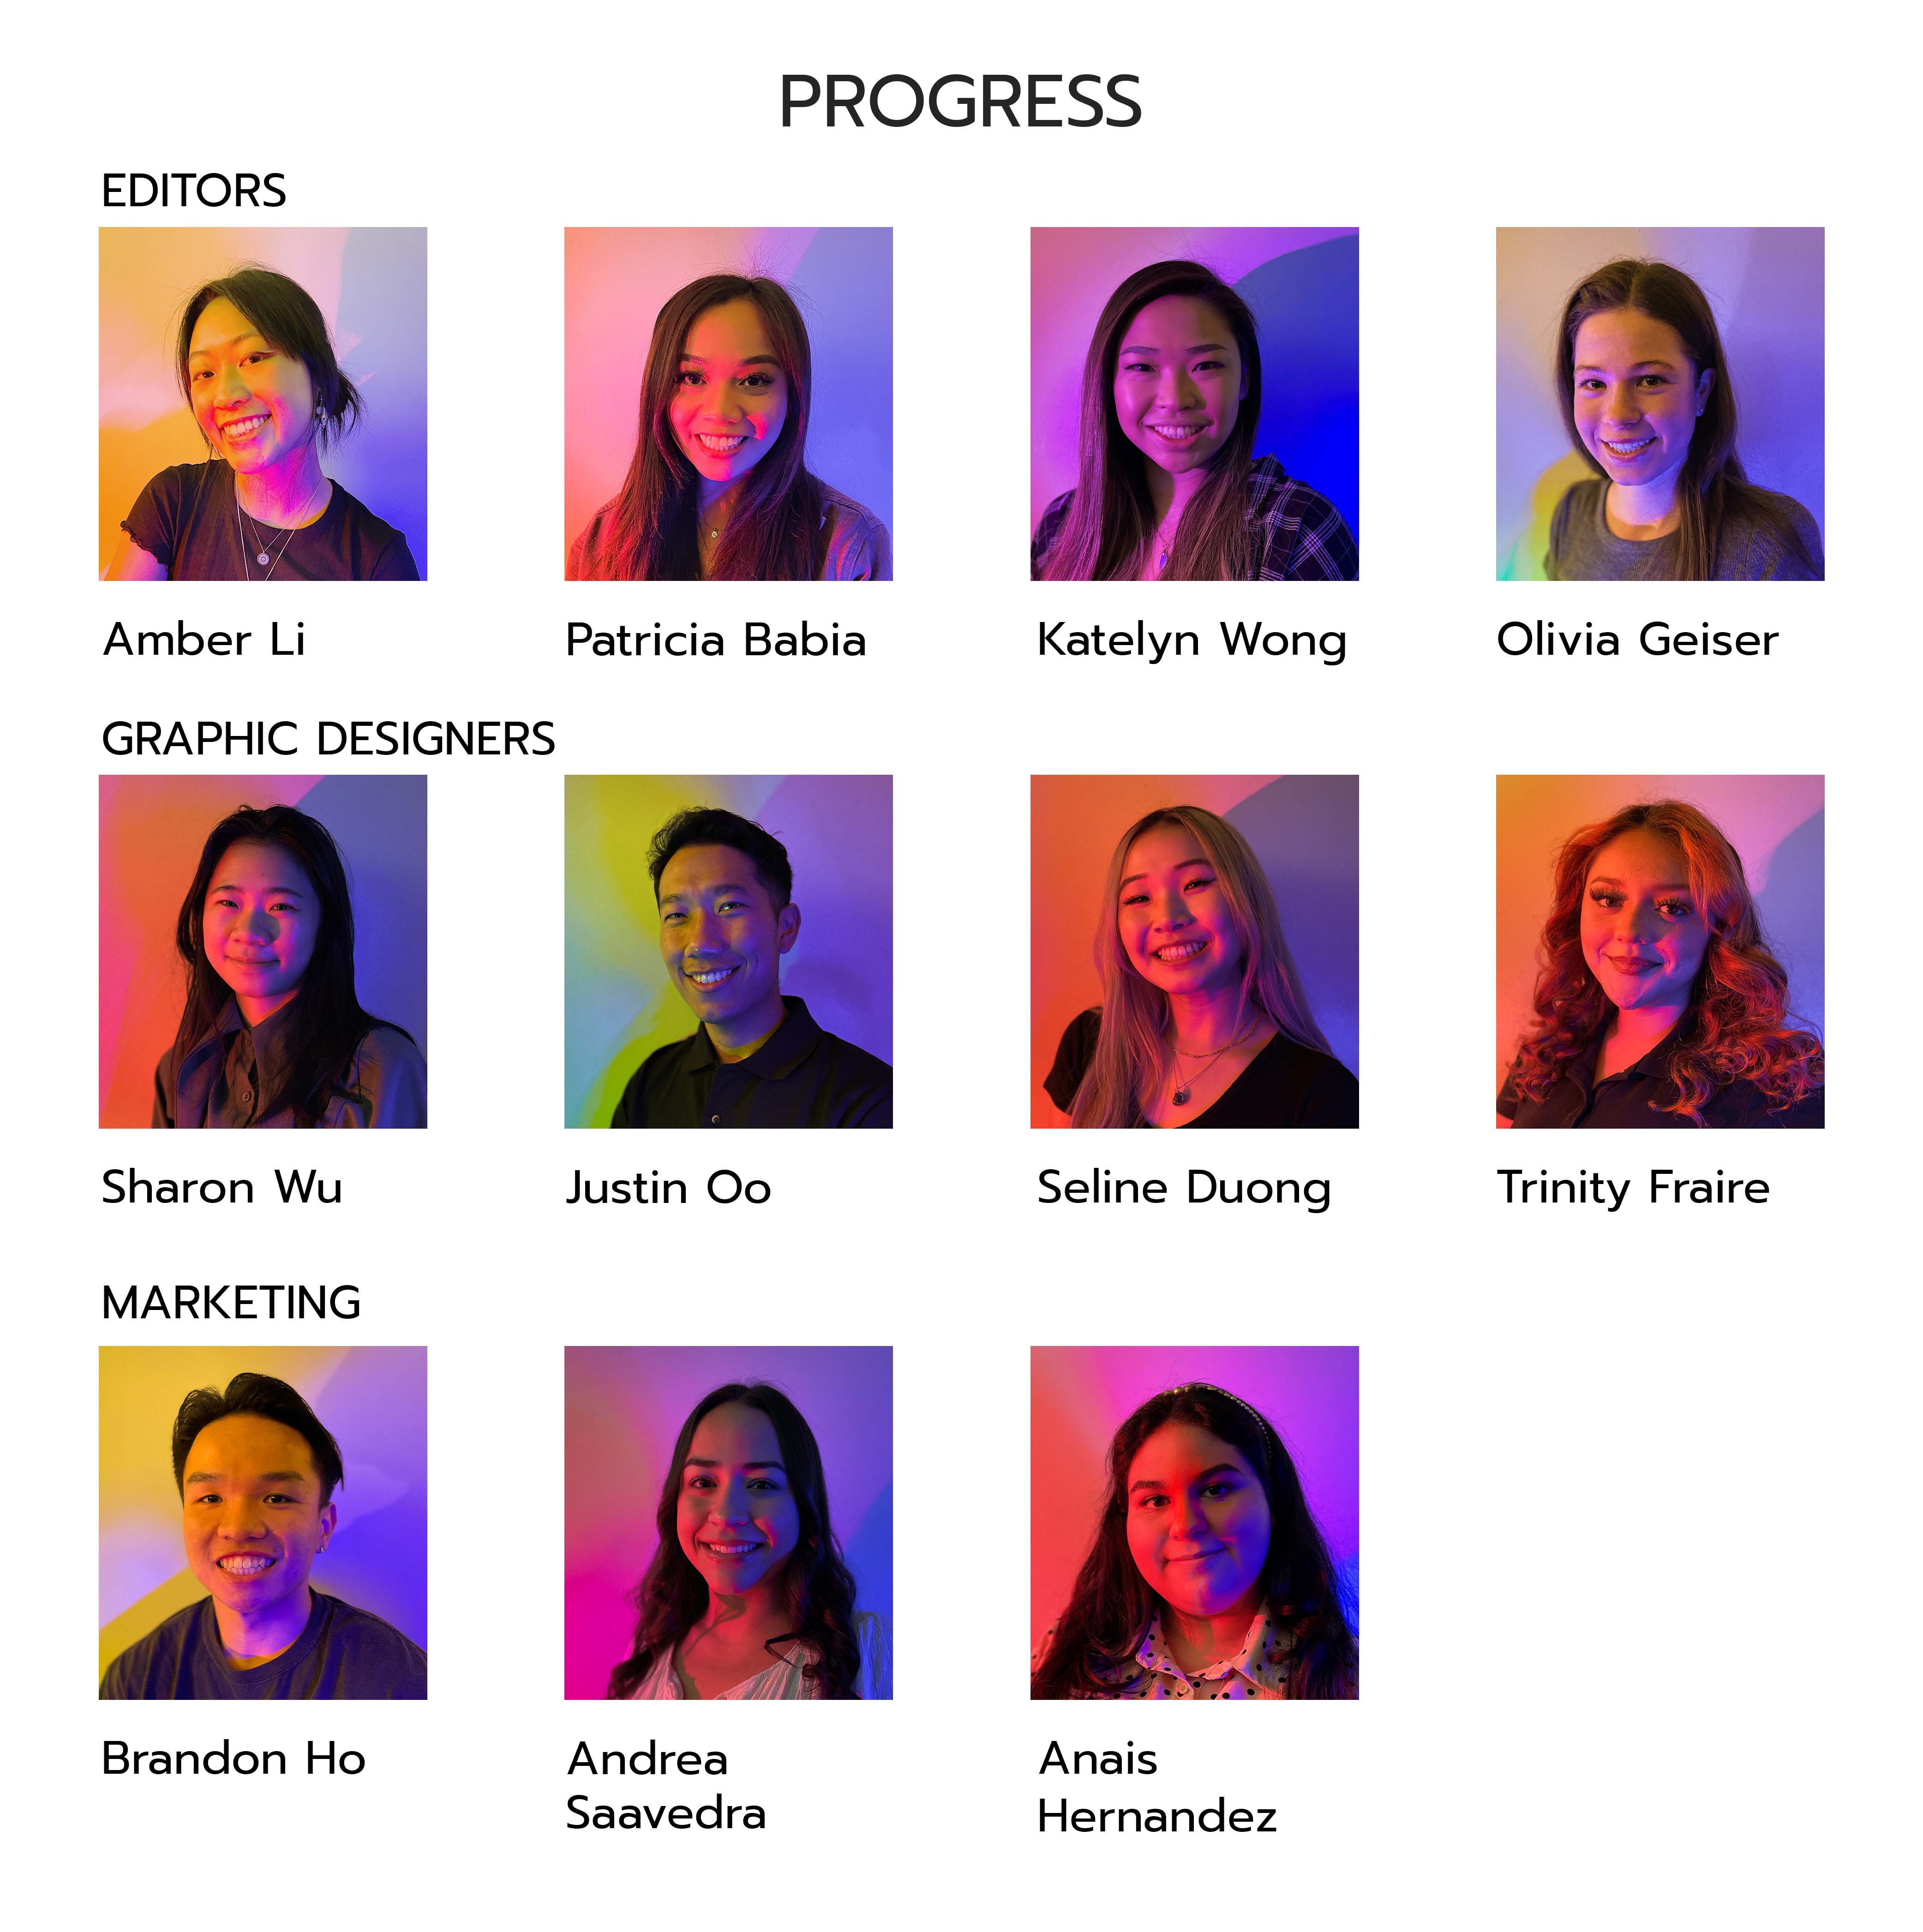 PROGRESS
EDITORS
Amber Li
Patricia Babia
Katelyn Wong
Olivia Geiser
GRAPHIC DESIGNERS
Sharon Wu
Justin Oo
Seline Duong
Trinity Fraire
MARKETING
Brandon Ho
Andrea
Saavedra
Anais
Hernandez